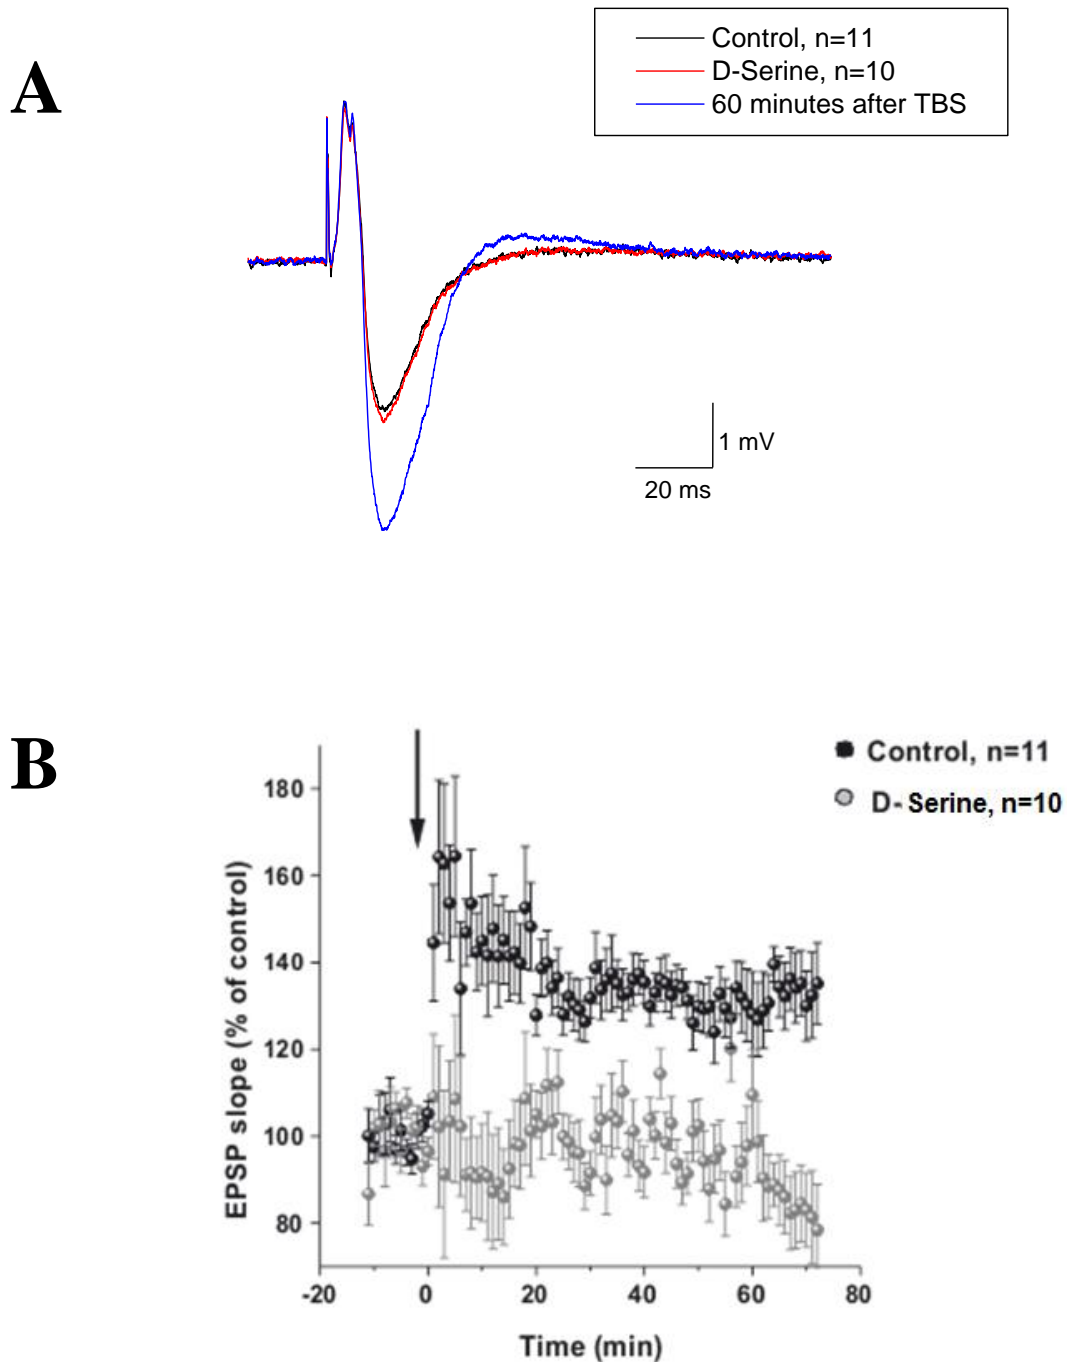 A
Control, n=11
D-Serine, n=10
60 minutes after TBS
1 mV
20 ms
B
Control, n=11
D- Serine, n=10
EPSP slope (% of control)
180
160
140
120
100
80
-20 0 20 40 60 80
Time (min)